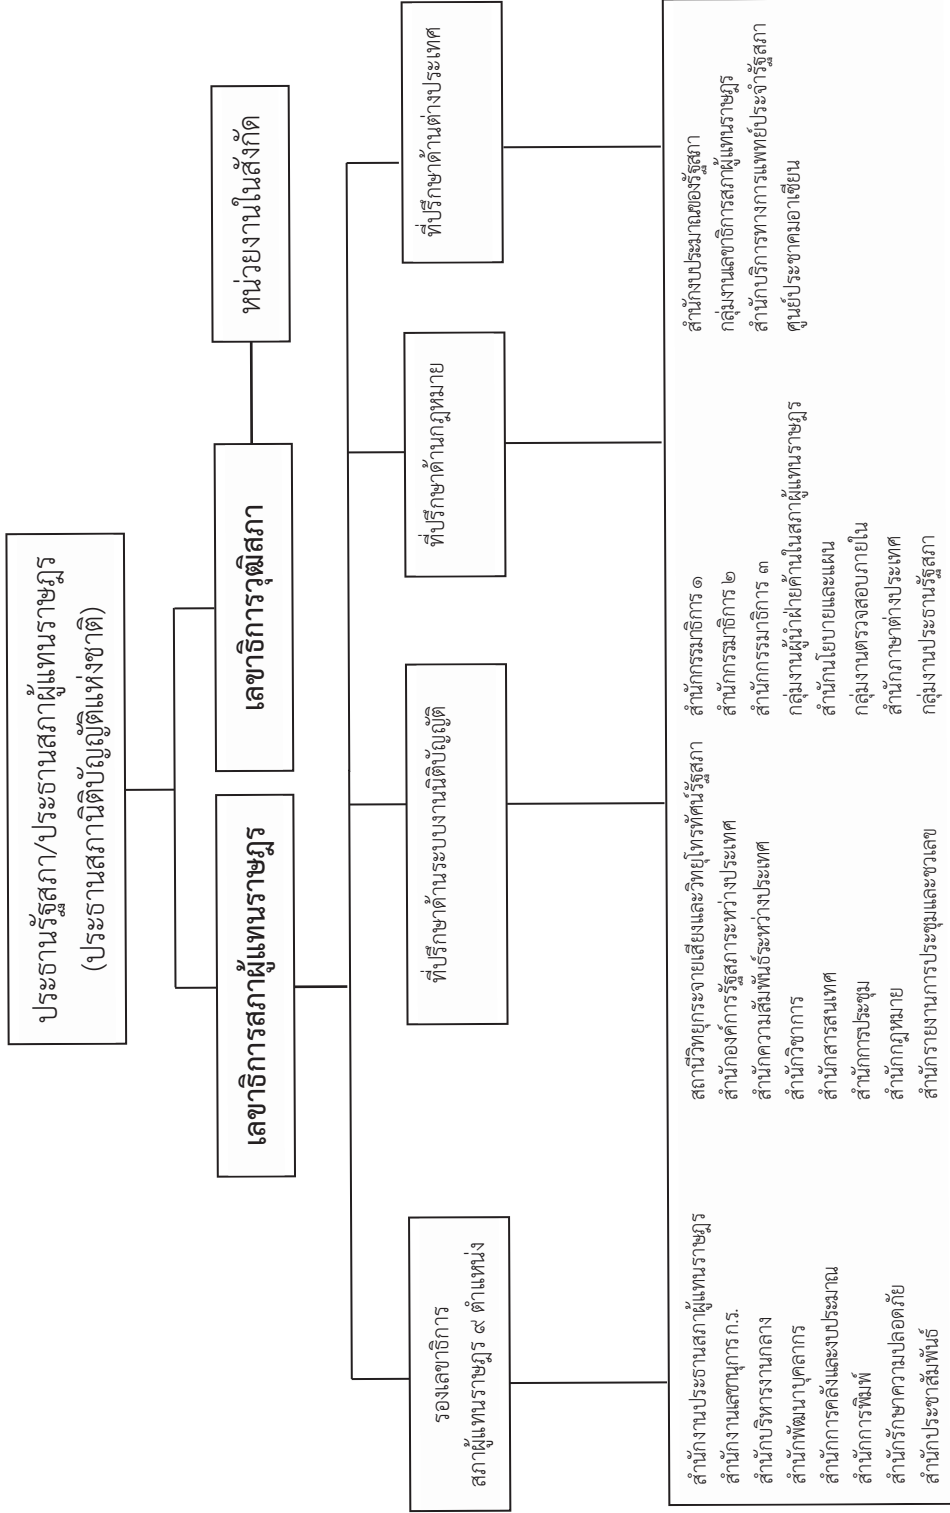 ประธานรัฐสภา/ประธานสภาผู้แทนราษฎร
(ประธานสภานิติบัญญัติแห่งชาติ)
เลขาธิการสภาผู้แทนราษฎร
เลขาธิการวุฒิสภา
หน่วยงานในสังกัด
รองเลขาธิการ
สภาผู้แทนราษฎร ๙ ตำแหน่ง
ที่ปรึกษาด้านระบบงานนิติบัญญัติ
ที่ปรึกษาด้านกฎหมาย
ที่ปรึกษาด้านต่างประเทศ
สำนักงานประธานสภาผู้แทนราษฎร
สำนักงานเลขานุการ ก.ร.
สำนักบริหารงานกลาง
สำนักพัฒนาบุคลากร
สำนักการคลังและงบประมาณ
สำนักการพิมพ์
สำนักรักษาความปลอดภัย
สำนักประชาสัมพันธ์
สถานีวิทยุกระจายเสียงและวิทยุโทรทัศน์รัฐสภา
สำนักองค์การรัฐสภาระหว่างประเทศ
สำนักความสัมพันธ์ระหว่างประเทศ
สำนักวิชาการ
สำนักสารสนเทศ
สำนักการประชุม
สำนักกฎหมาย
สำนักรายงานการประชุมและชวเลข
สำนักกรรมาธิการ ๑
สำนักกรรมาธิการ ๒
สำนักกรรมาธิการ ๓
กลุ่มงานผู้นำฝ่ายค้านในสภาผู้แทนราษฎร
สำนักนโยบายและแผน
กลุ่มงานตรวจสอบภายใน
สำนักภาษาต่างประเทศ
กลุ่มงานประธานรัฐสภา
สำนักงบประมาณของรัฐสภา
กลุ่มงานเลขาธิการสภาผู้แทนราษฎร
สำนักบริการทางการแพทย์ประจำรัฐสภา
ศูนย์ประชาคมอาเซียน